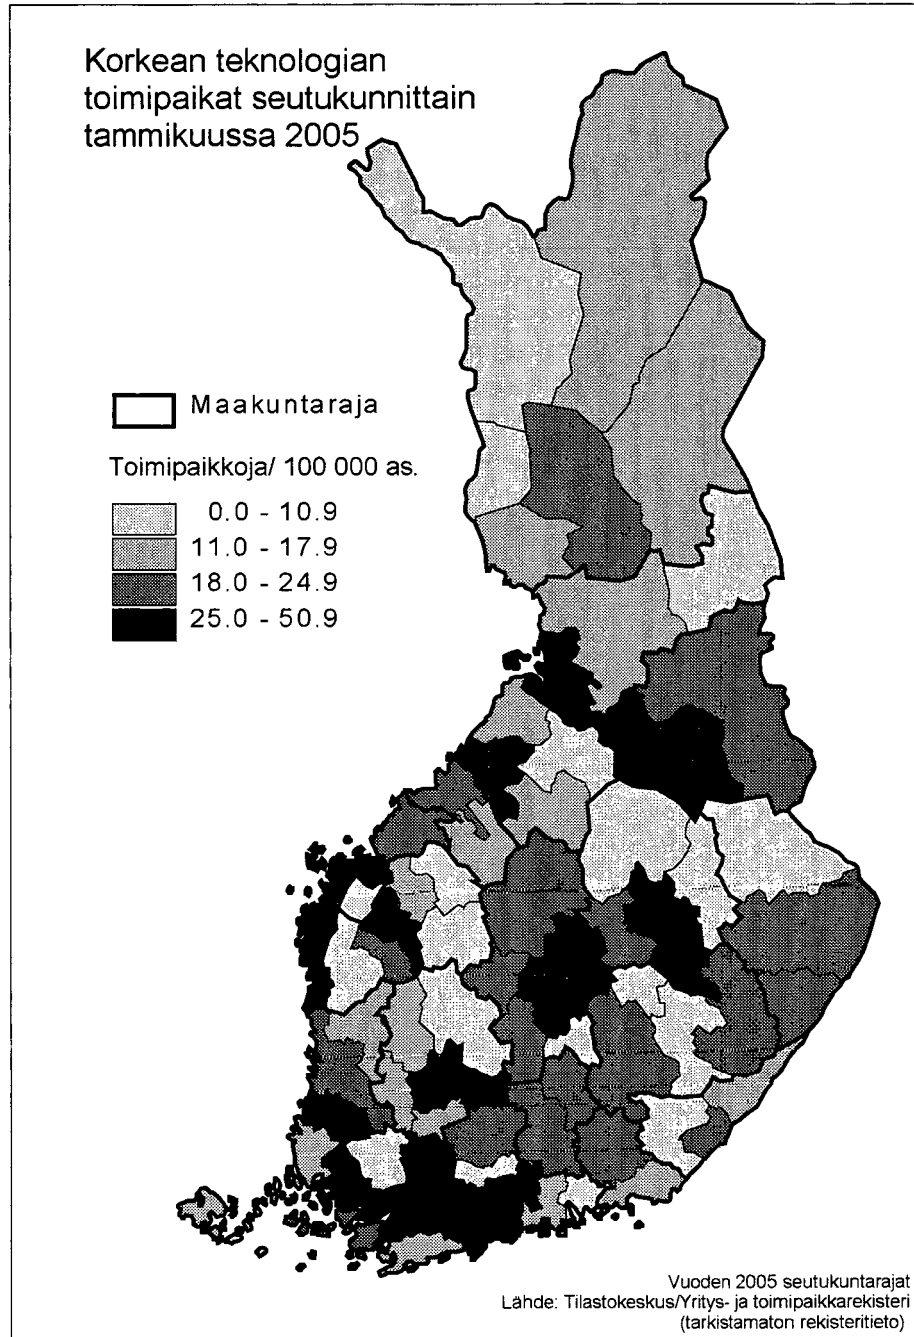 Korkean teknologian
toimipaikat seutukunnittain
tammikuussa 2005
Maakuntaraja
Toimipaikkoja/ 100 000 as.
0.0 - 10.9
11.0 - 17.9
18.0 - 24.9
25.0 - 50.9
Vuoden 2005 seutukuntarajat
Lähde: Tilastokeskus/Yritys- ja toimipaikkarekisteri
(tarkistamaton rekisteritieto)